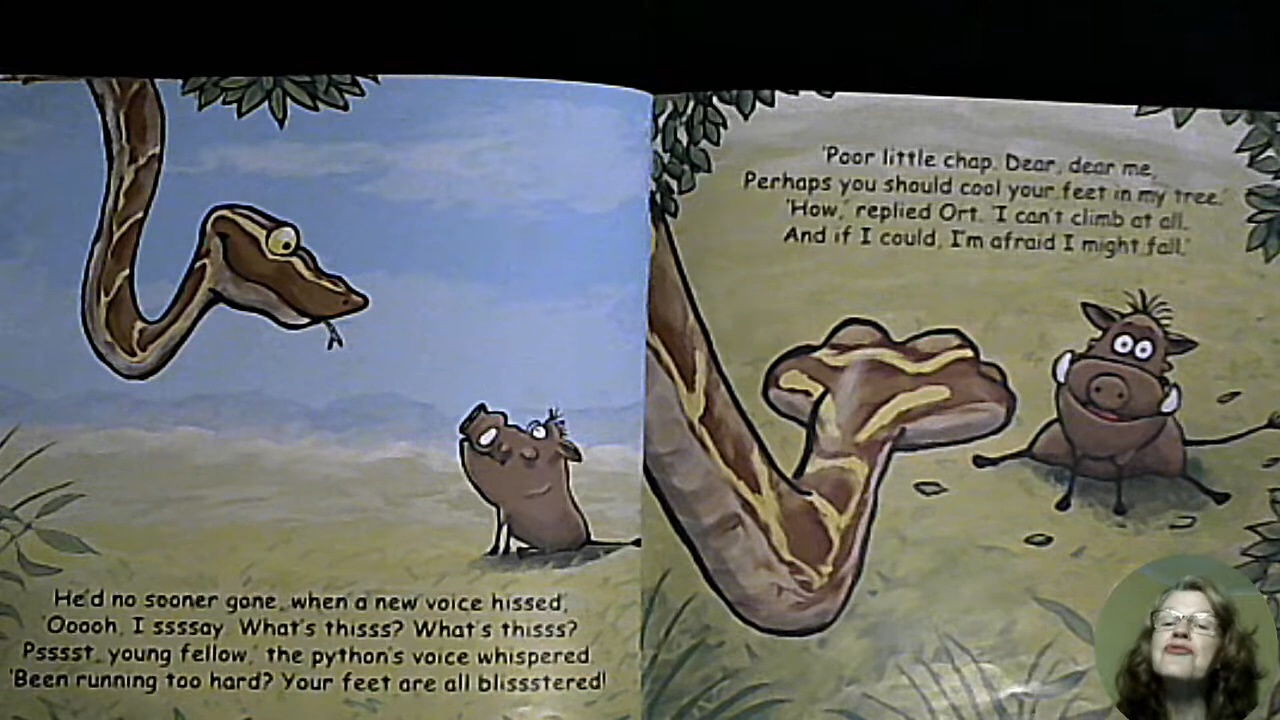 He'd no sooner gone, when a new voice hissed,
'Ooooh, I ssssay. What's thisss? What's thisss?
Psssst, young fellow,' the python's voice whispered.
'Been running too hard? Your feet are all blissstered!
'Poor little chap. Dear, dear me,
Perhaps you should cool your feet in my tree.'
'How,' replied Ort. 'I can't climb at all.
And if I could, I'm afraid I might fall.'